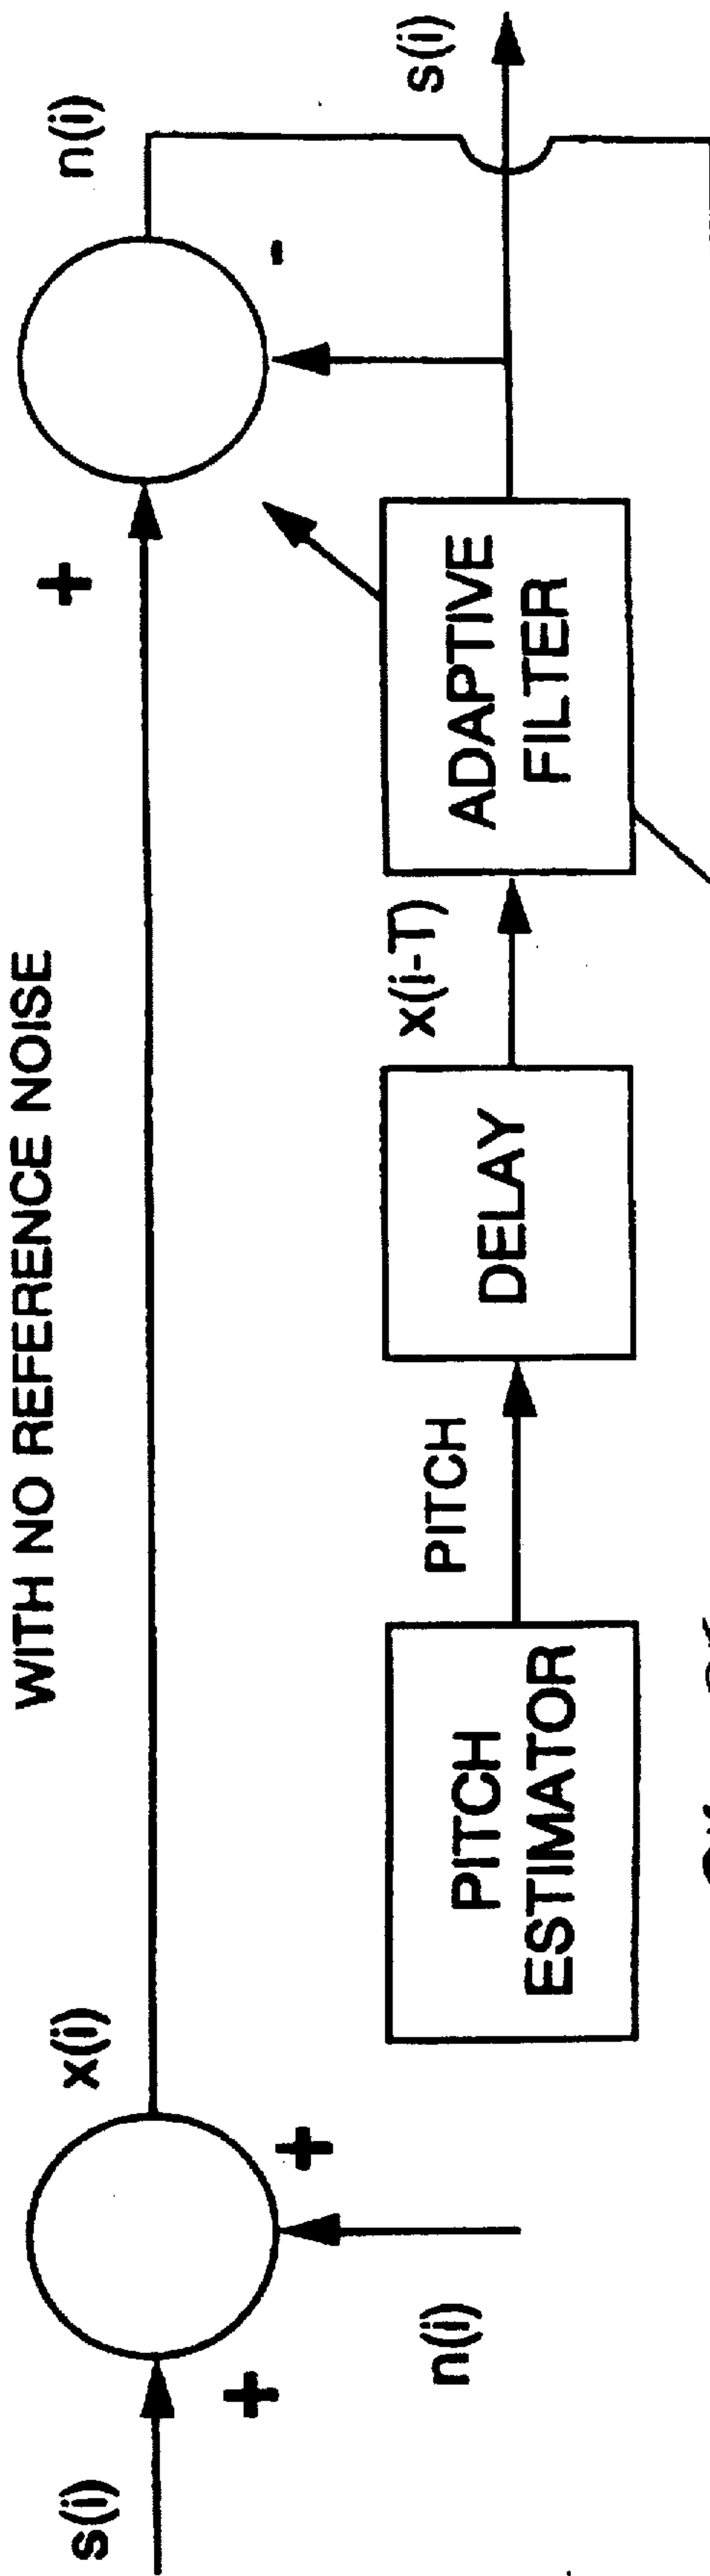 WITH NO REFERENCE NOISE
s(i)
+
n(i)
+
x(i)
+
-
n(i)
s(i)
PITCH
ESTIMATOR
PITCH
DELAY
x(i-T)
ADAPTIVE
FILTER